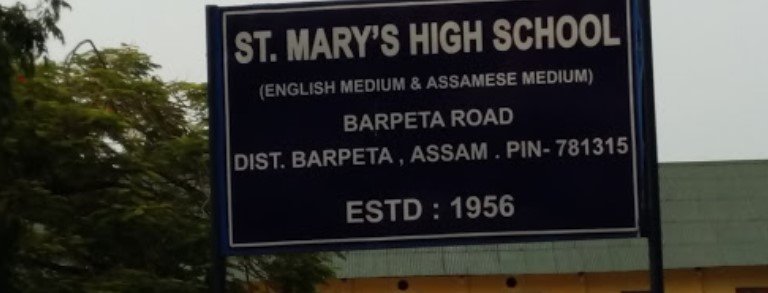 ST. MARY'S HIGH SCHOOL
(ENGLISH MEDIUM & ASSAMESE MEDIUM)
BARPETA ROAD
DIST. BARPETA , ASSAM . PIN- 781315
ESTD : 1956